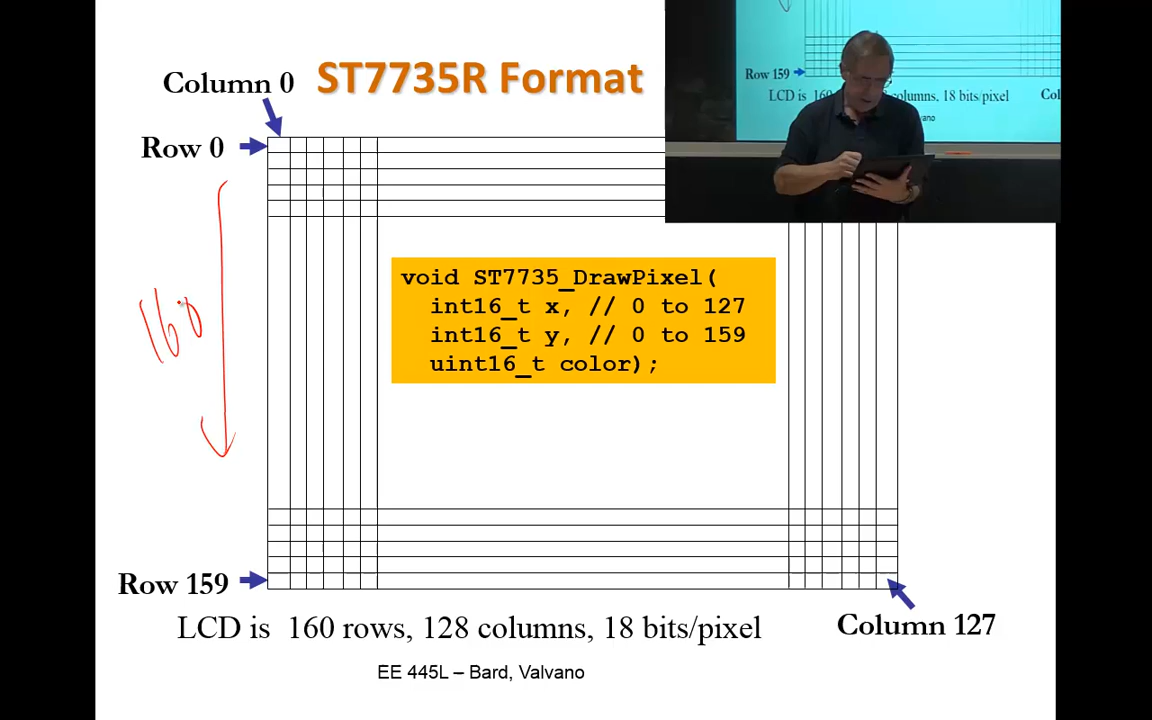 ST7735R Format
Column 0
Row 0
160
void ST7735_DrawPixel(
int16_t x, // 0 to 127
int16_t y, // 0 to 159
uint16_t color);
Row 159
Column 127
LCD is 160 rows, 128 columns, 18 bits/pixel
EE 445L – Bard, Valvano
Row 159
LCD is 160
columns, 18 bits/pixel
Col